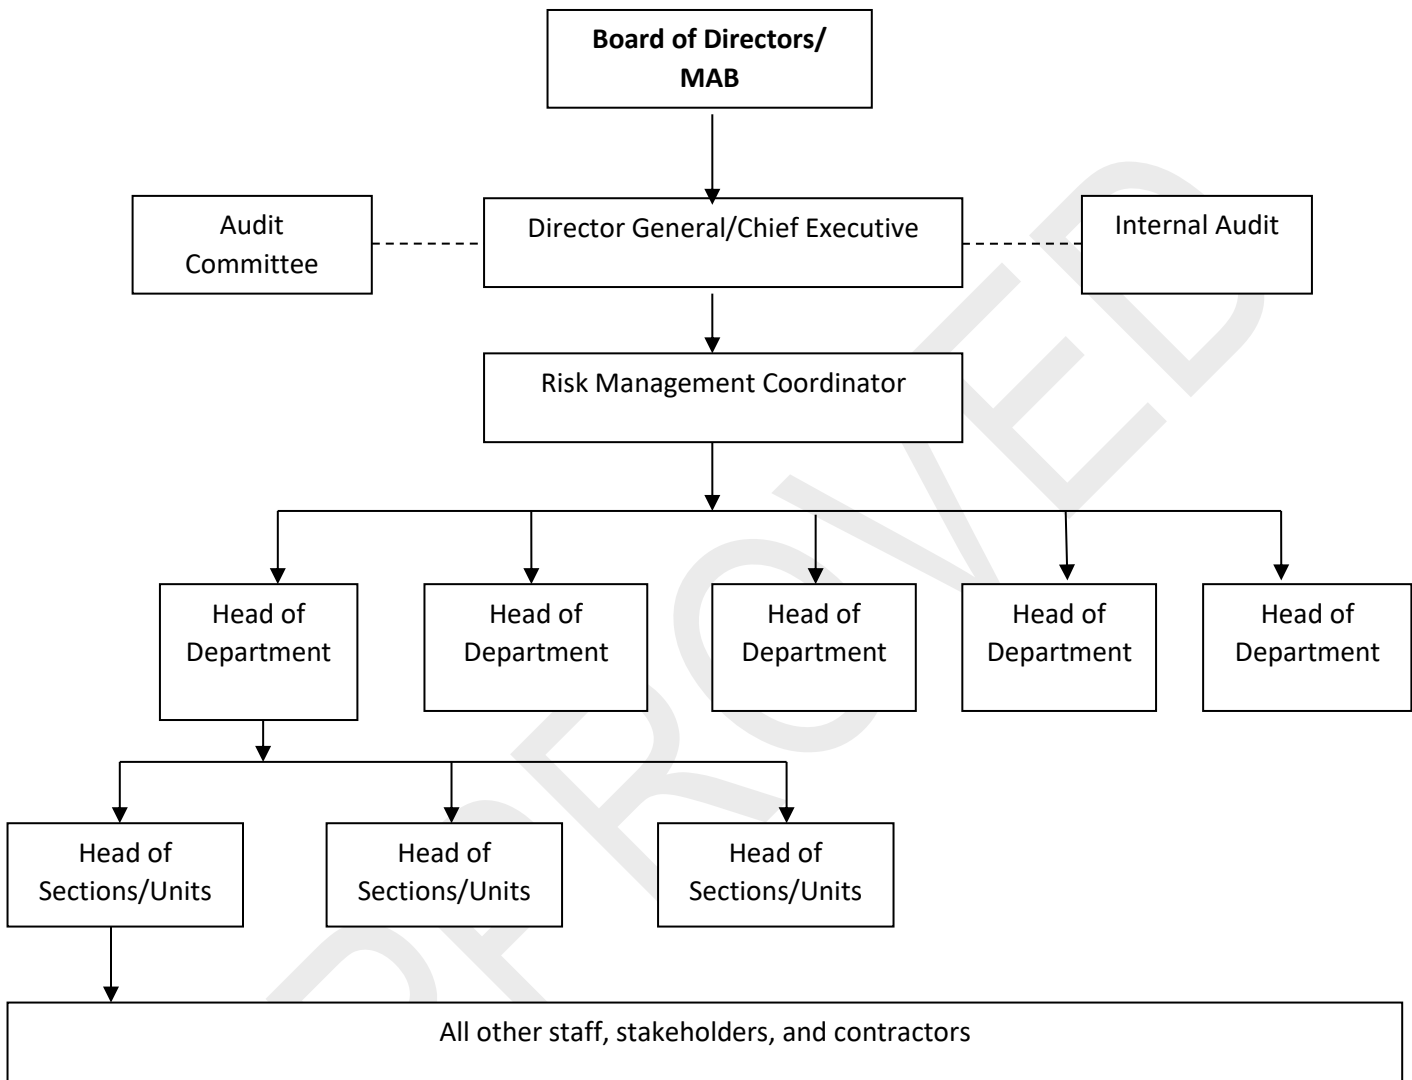 Board of Directors/
MAB
Audit
Committee
Director General/Chief Executive
Internal Audit
Risk Management Coordinator
Head of
Department
Head of
Department
Head of
Department
Head of
Department
Head of
Department
Head of
Sections/Units
Head of
Sections/Units
Head of
Sections/Units
All other staff, stakeholders, and contractors
PPROVED